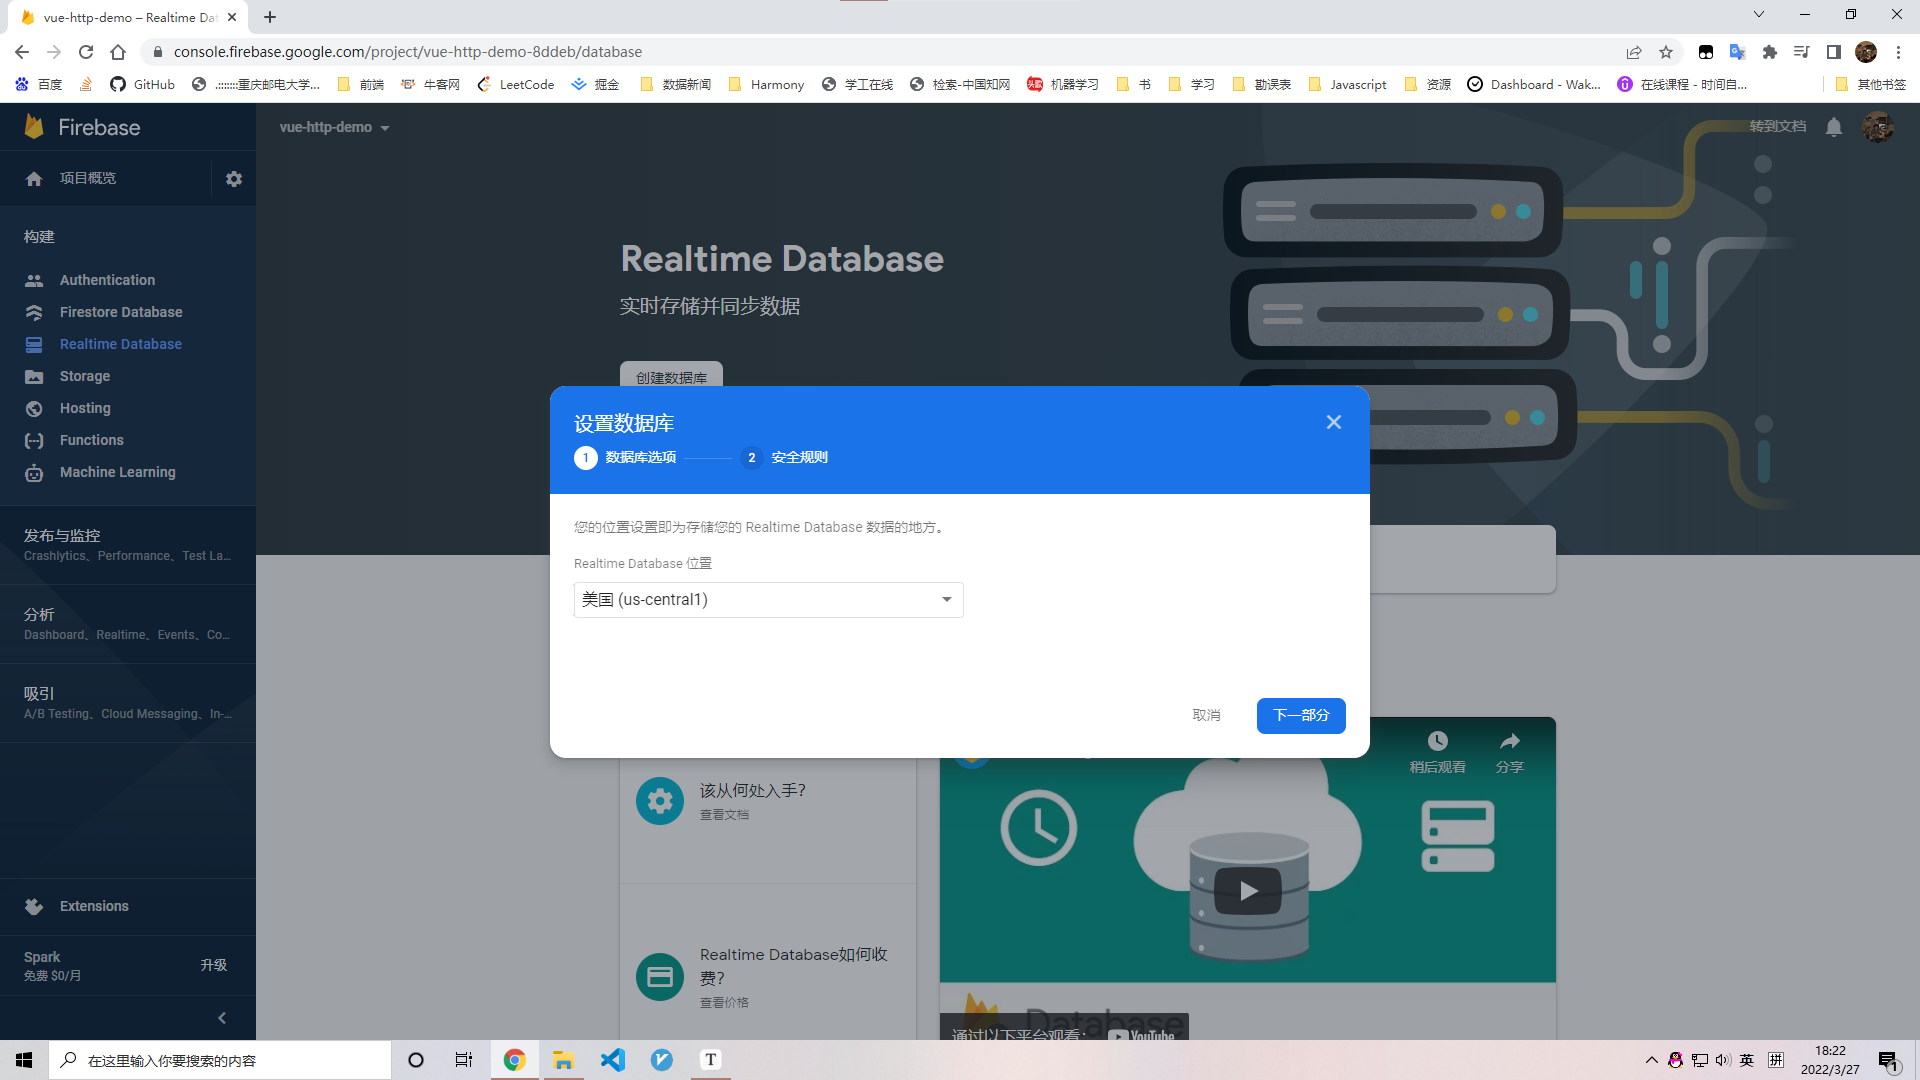 vue-http-demo – Realtime Dat
console.firebase.google.com/project/vue-http-demo-8ddeb/database
百度
GitHub
.:::::::重庆邮电大学...
前端
牛客网
LeetCode
掘金
数据新闻
Harmony
学工在线
检索-中国知网
机器学习
书
学习
勘误表
Javascript
资源
Dashboard - Wak...
在线课程 - 时间自...
其他书签
Firebase
vue-http-demo
转到文档
项目概览
构建
Authentication
Firestore Database
Realtime Database
Storage
Hosting
Functions
Machine Learning
发布与监控
Crashlytics、Performance、Test La...
分析
Dashboard、Realtime、Events、Co...
吸引
A/B Testing、Cloud Messaging、In-...
Extensions
Spark
免费 $0/月
升级
Realtime Database
实时存储并同步数据
创建数据库
设置数据库
1 数据库选项
2 安全规则
您的位置设置即为存储您的 Realtime Database 数据的地方。
Realtime Database 位置
美国 (us-central1)
取消
下一部分
稍后观看
分享
该从何处入手？
查看文档
Realtime Database如何收
费？
查看价格
Database
通过以下平台观看：
YouTube
在这里输入你要搜索的内容
T
英
拼
18:22
2022/3/27
1